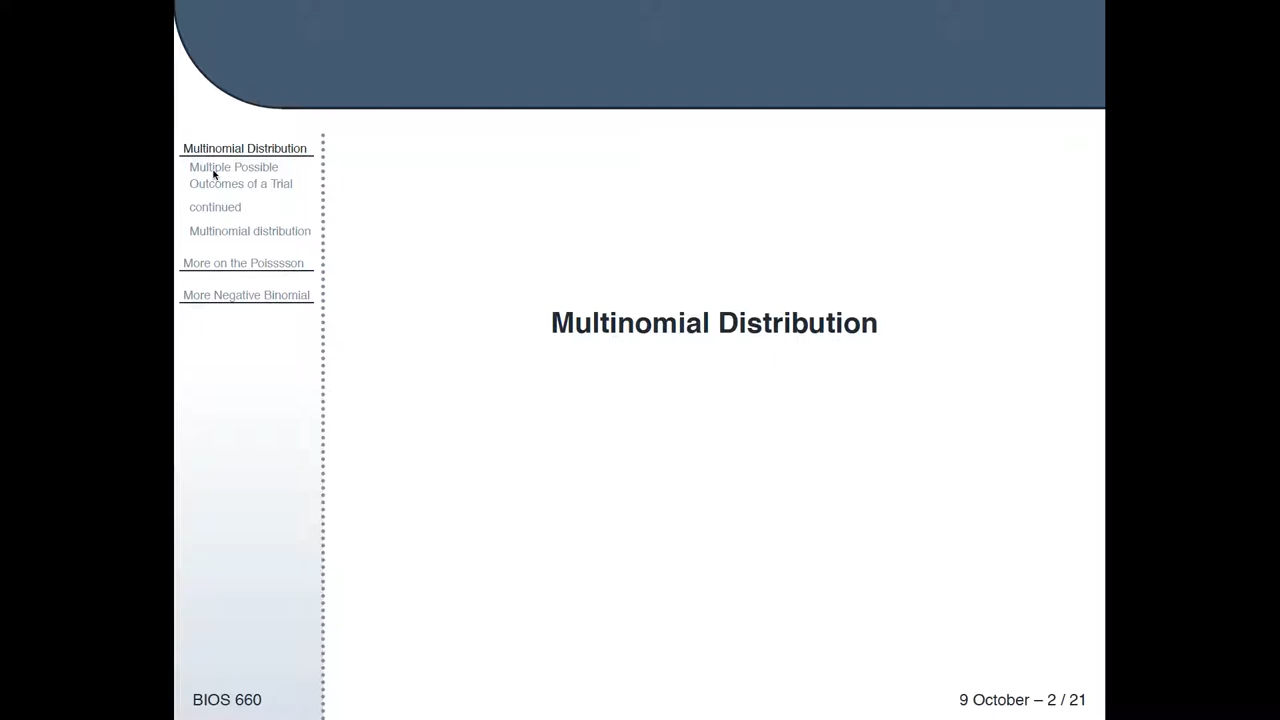 Multinomial Distribution
Multiple Possible
Outcomes of a Trial
continued
Multinomial distribution
More on the Poisssson
More Negative Binomial
Multinomial Distribution
BIOS 660
9 October – 2 / 21